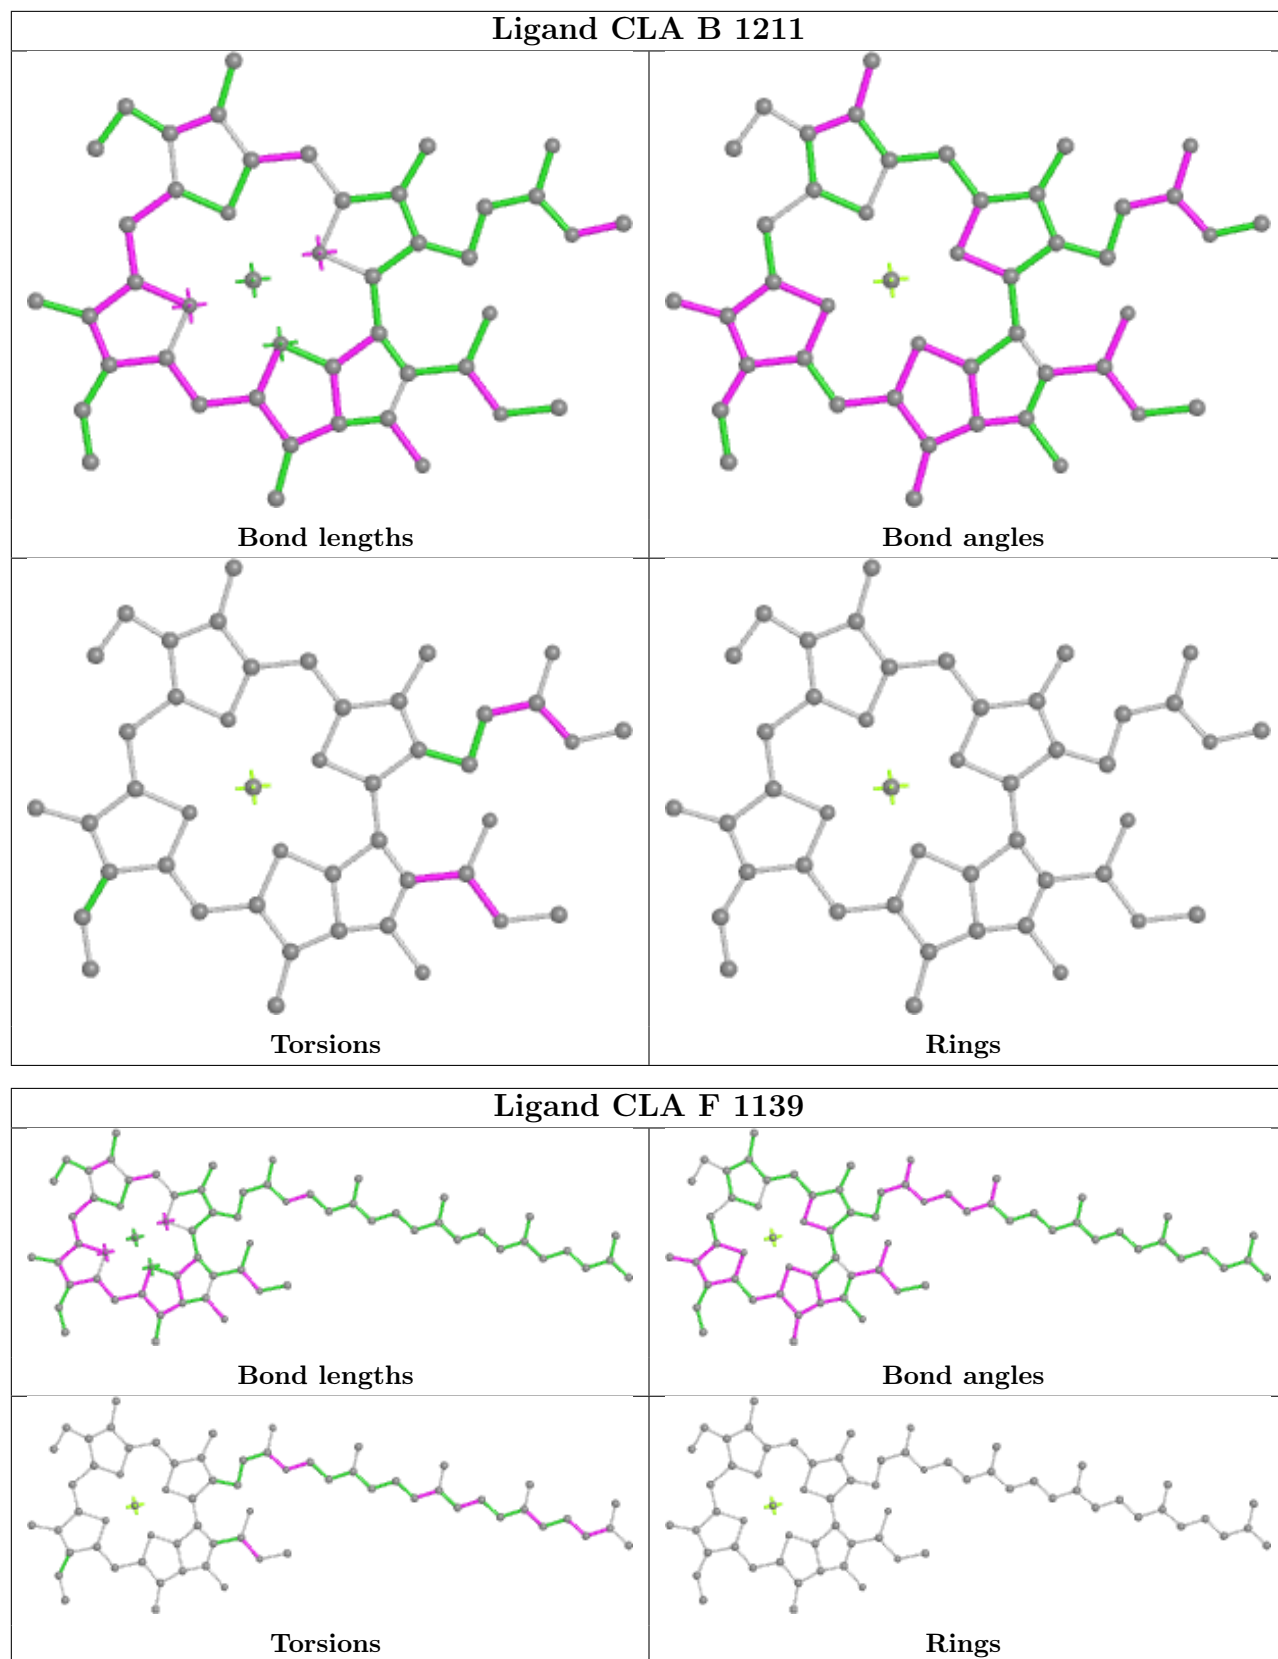 Ligand CLA B 1211
Bond lengths
Bond angles
Torsions
Rings
Ligand CLA F 1139
Bond lengths
Bond angles
Torsions
Rings